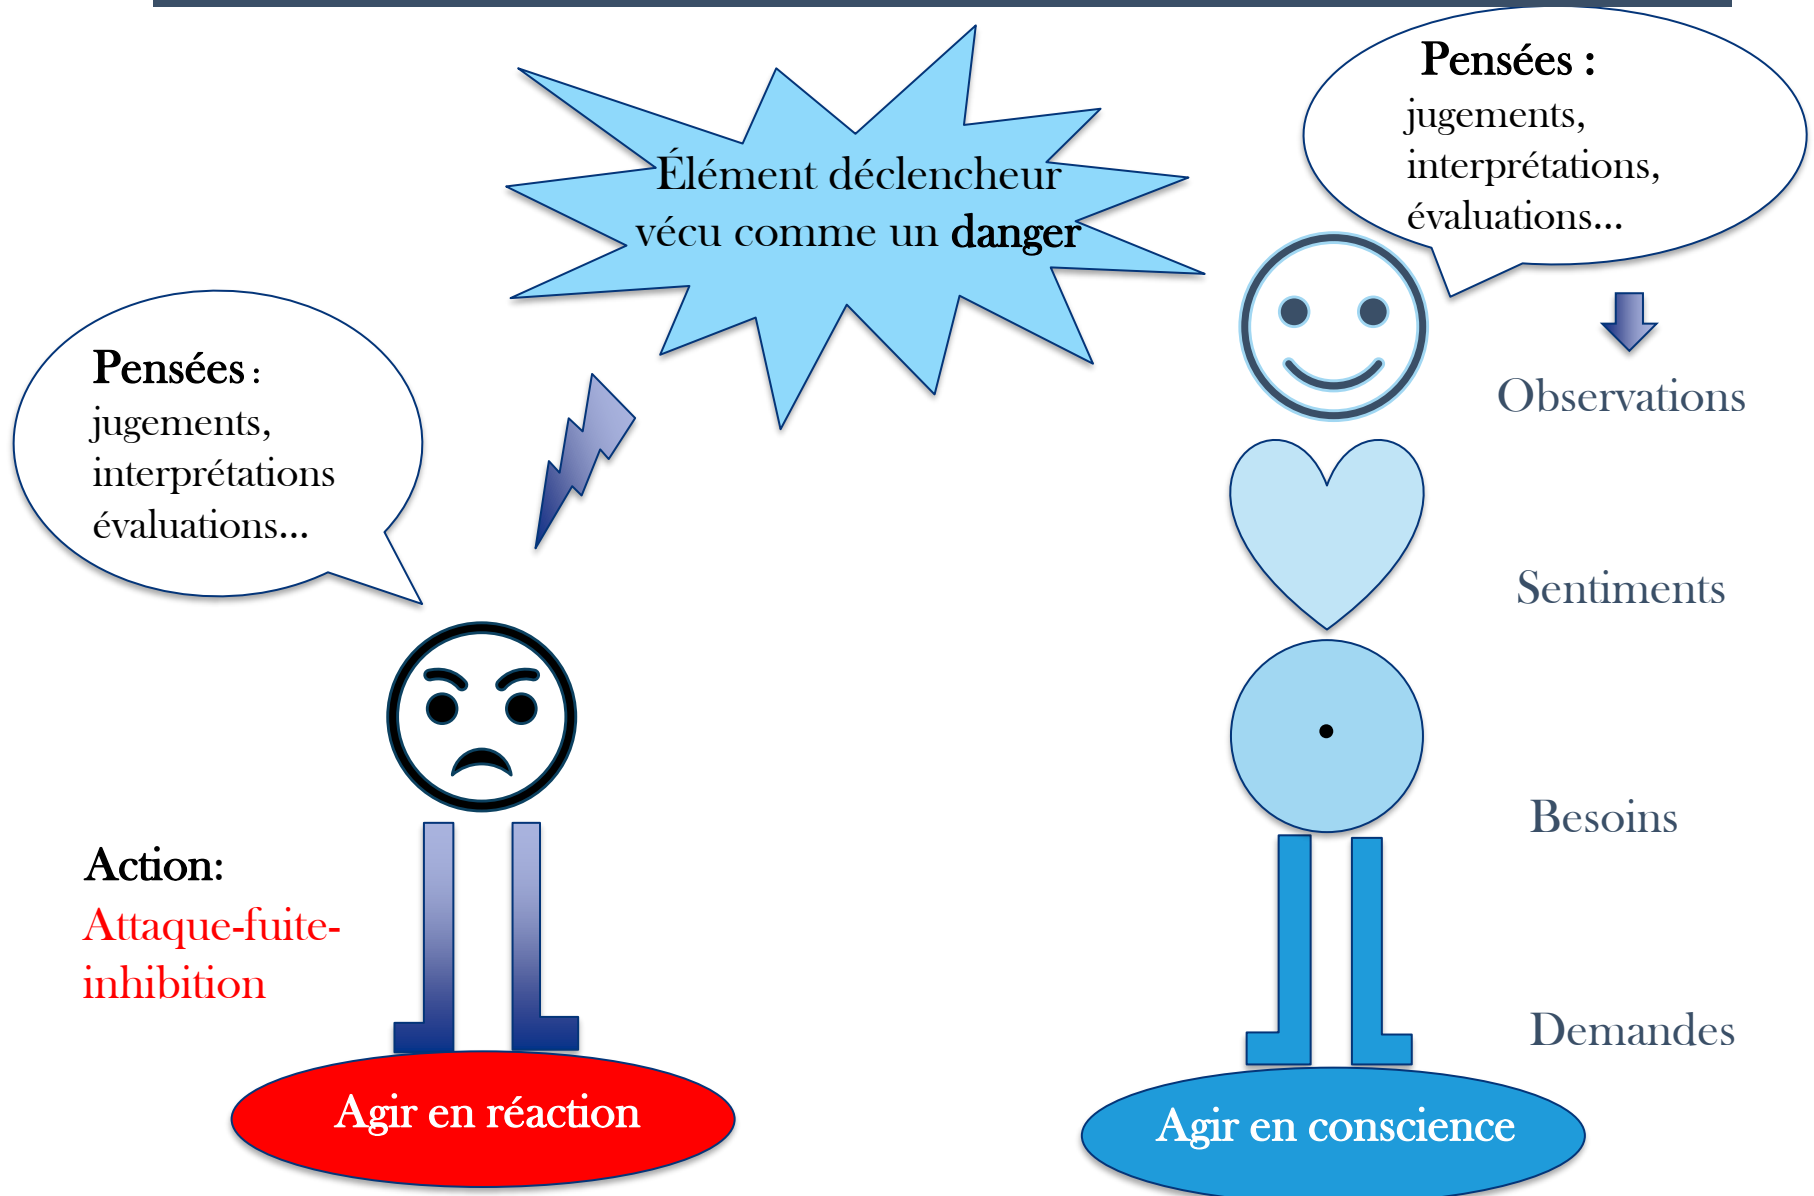 Élément déclencheur
vécu comme un danger
Pensées :
jugements,
interprétations
évaluations...
Action:
Attaque-fuite-
inhibition
Agir en réaction
Pensées :
jugements,
interprétations,
évaluations...
Observations
Sentiments
Besoins
Demandes
Agir en conscience